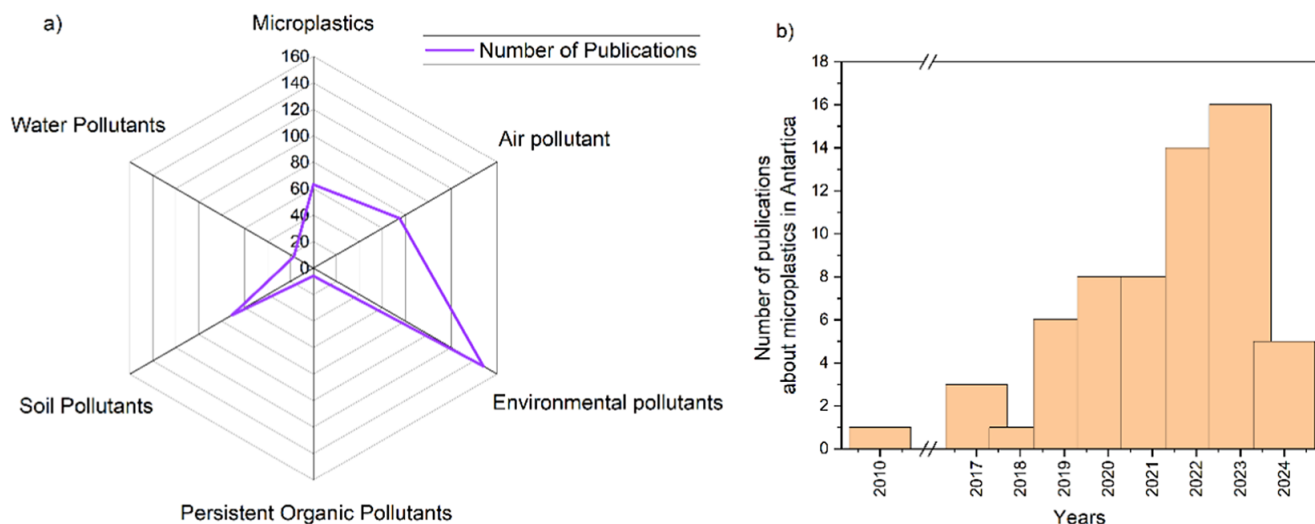 a)
Microplastics
Number of Publications
160
140
120
100
80
60
40
20
0
Water Pollutants
Air pollutant
Soil Pollutants
Environmental pollutants
Persistent Organic Pollutants
b)
Number of publications
about microplastics in Antartica
18
16
14
12
10
8
6
4
2
0
2010
2017
2018
2019
2020
2021
2022
2023
2024
Years